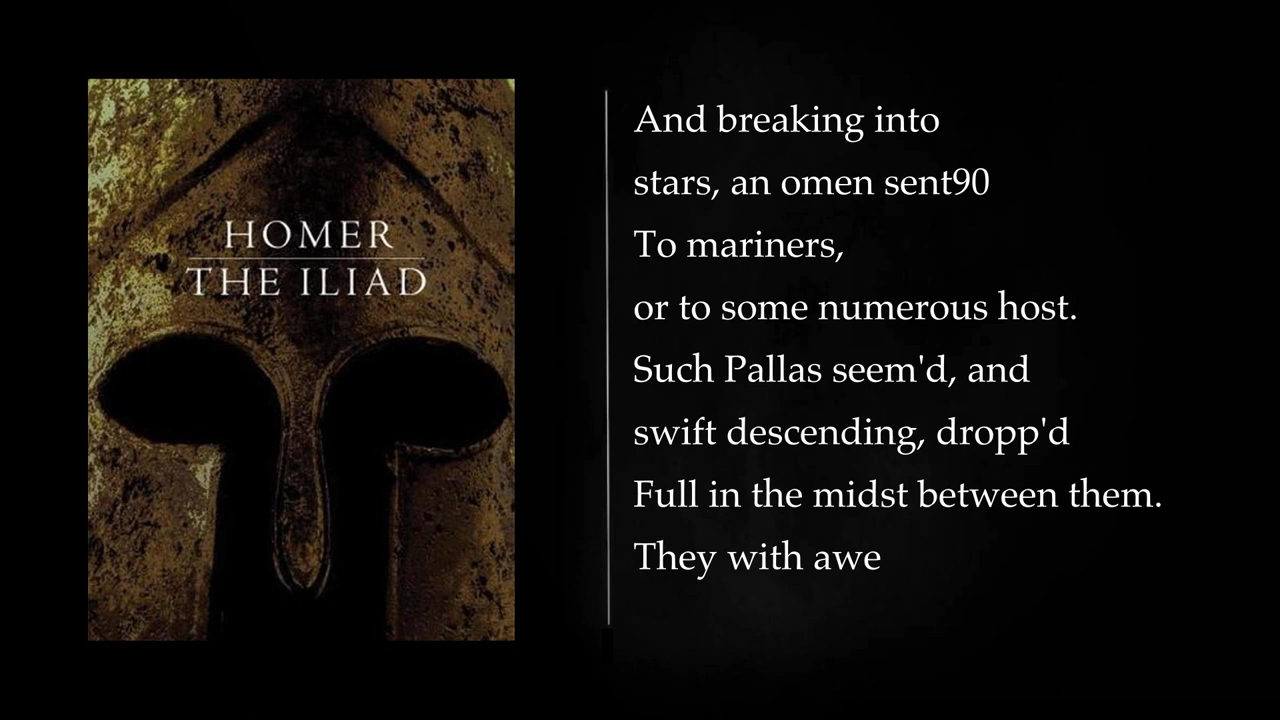 HOMER
THE ILIAD
And breaking into
stars, an omen sent90
To mariners,
or to some numerous host.
Such Pallas seem'd, and
swift descending, dropp'd
Full in the midst between them.
They with awe